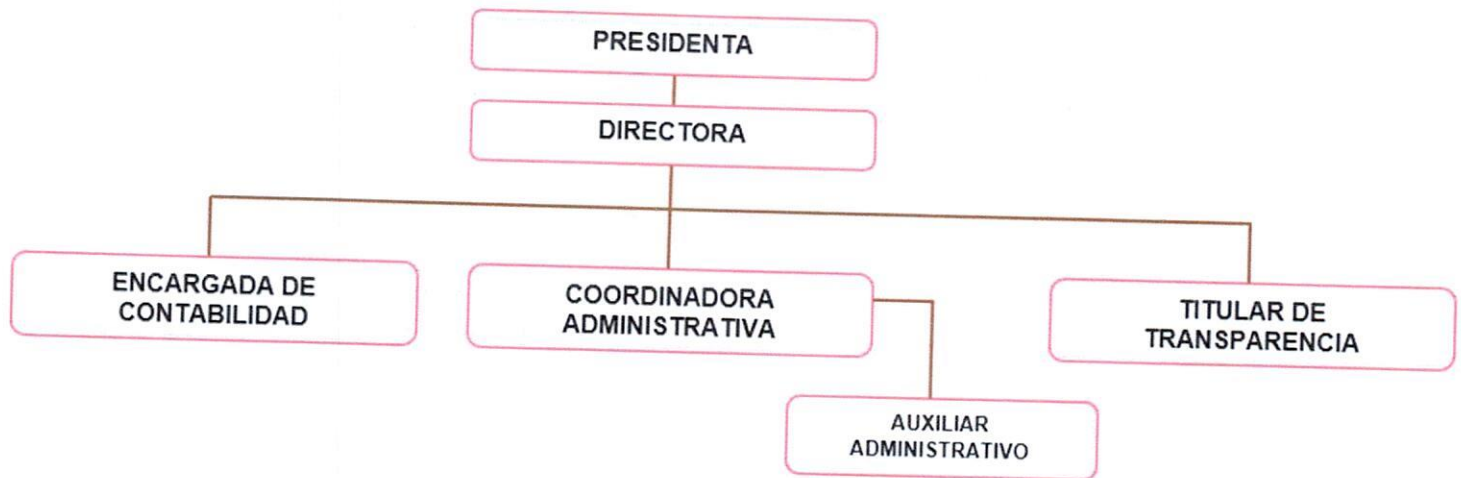 PRESIDENTA
DIRECTORA
ENCARGADA DE
CONTABILIDAD
COORDINADORA
ADMINISTRATIVA
TITULAR DE
TRANSPARENCIA
AUXILIAR
ADMINISTRATIVO